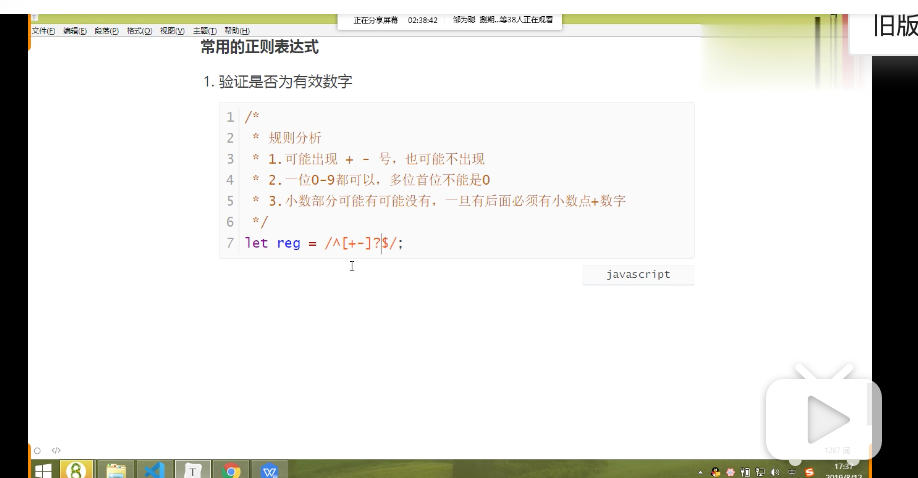 正在分享屏幕 02:38:42 邹为聪
等38人正在观看
旧版
文件(F) 编辑(E) 段落(P) 格式(O) 视图(V) 主题(T) 帮助(H)
常用的正则表达式
1. 验证是否为有效数字
1 /*
2 * 规则分析
3 * 1.可能出现 + - 号，也可能不出现
4 * 2.一位0-9都可以，多位首位不能是0
5 * 3.小数部分可能有可能没有，一旦有后面必须有小数点+数字
6 */
7 let reg = /^[+-]?$/;
javascript